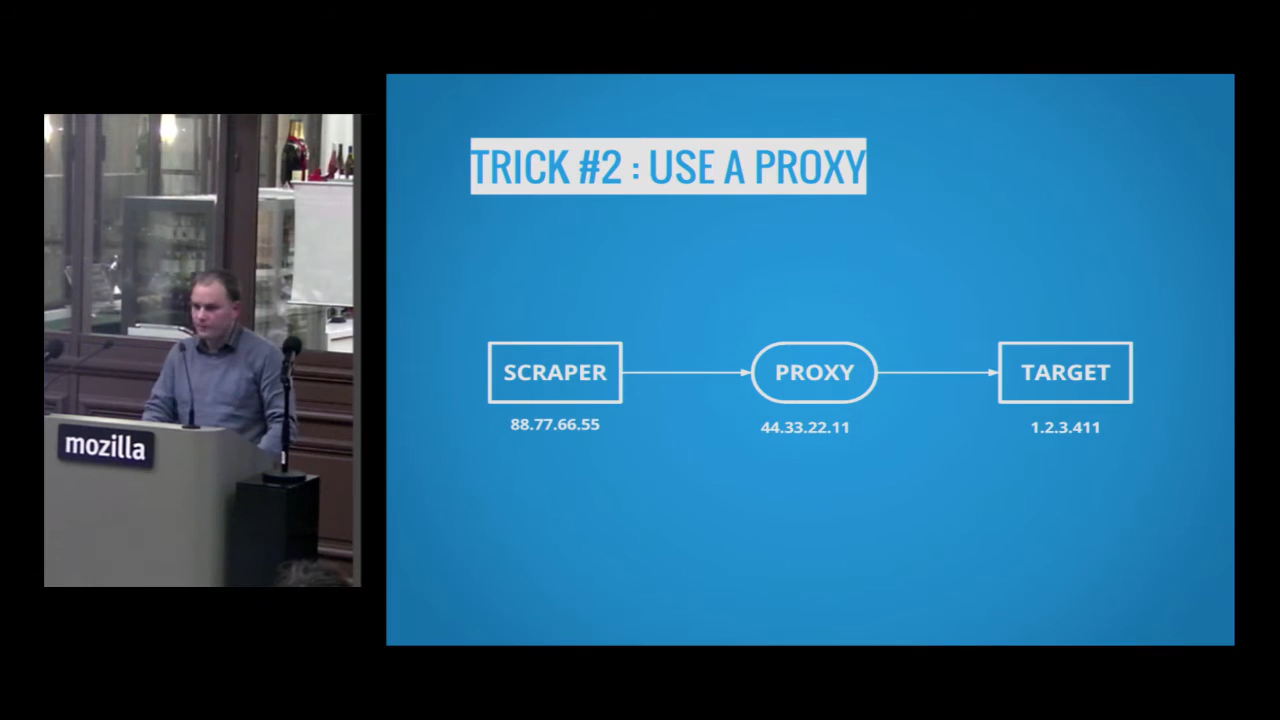 TRICK #2 : USE A PROXY
SCRAPER
PROXY
TARGET
88.77.66.55
44.33.22.11
1.2.3.411
mozilla